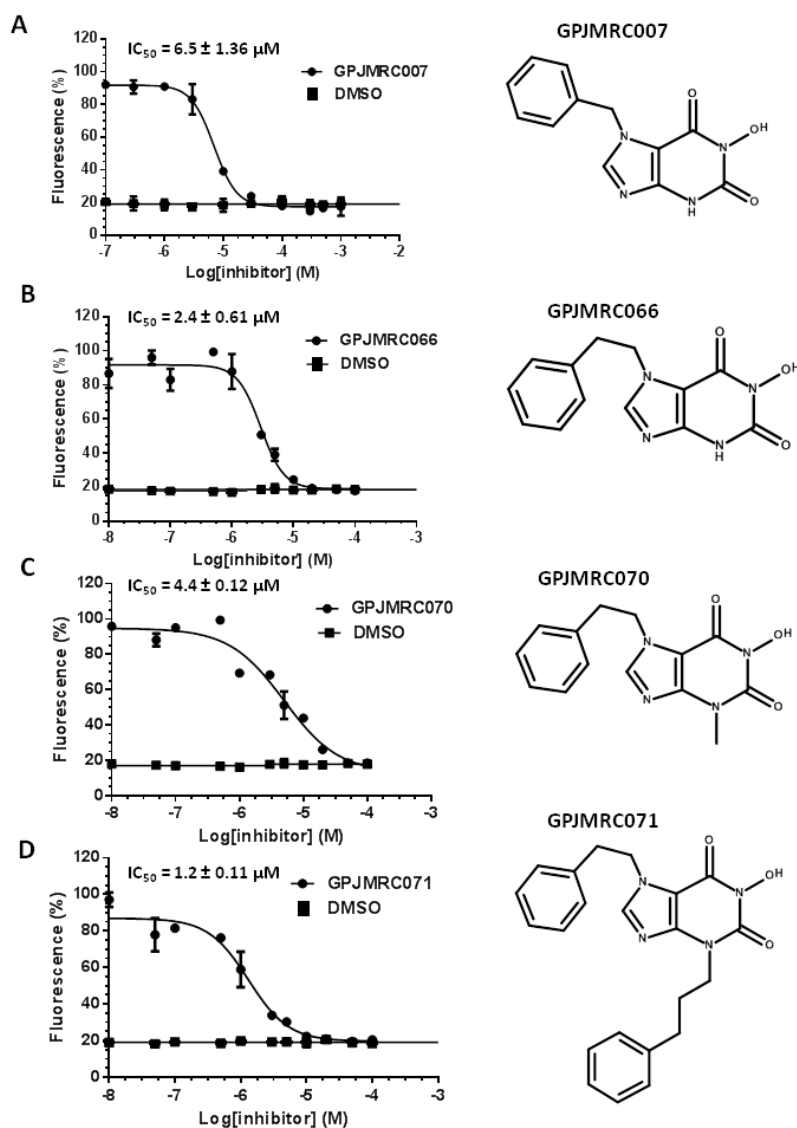 A
IC50 = 6.5 ± 1.36 µM
GPJMRC007
DMSO
Fluorescence (%)
100
80
60
40
20
0
-7
-6
-5
-4
-3
-2
Log[inhibitor] (M)
GPJMRC007
O
N
N
OH
N
N
H
O
B
IC50 = 2.4 ± 0.61 µM
GPJMRC066
DMSO
Fluorescence (%)
120
100
80
60
40
20
0
-8
-7
-6
-5
-4
-3
Log[inhibitor] (M)
GPJMRC066
O
N
N
OH
N
N
H
O
C
IC50 = 4.4 ± 0.12 µM
GPJMRC070
DMSO
Fluorescence (%)
120
100
80
60
40
20
0
-8
-7
-6
-5
-4
-3
Log[inhibitor] (M)
GPJMRC070
O
N
N
OH
N
N
O
D
IC50 = 1.2 ± 0.11 µM
GPJMRC071
DMSO
Fluorescence (%)
120
100
80
60
40
20
0
-8
-7
-6
-5
-4
-3
Log[inhibitor] (M)
GPJMRC071
O
N
N
OH
N
N
O